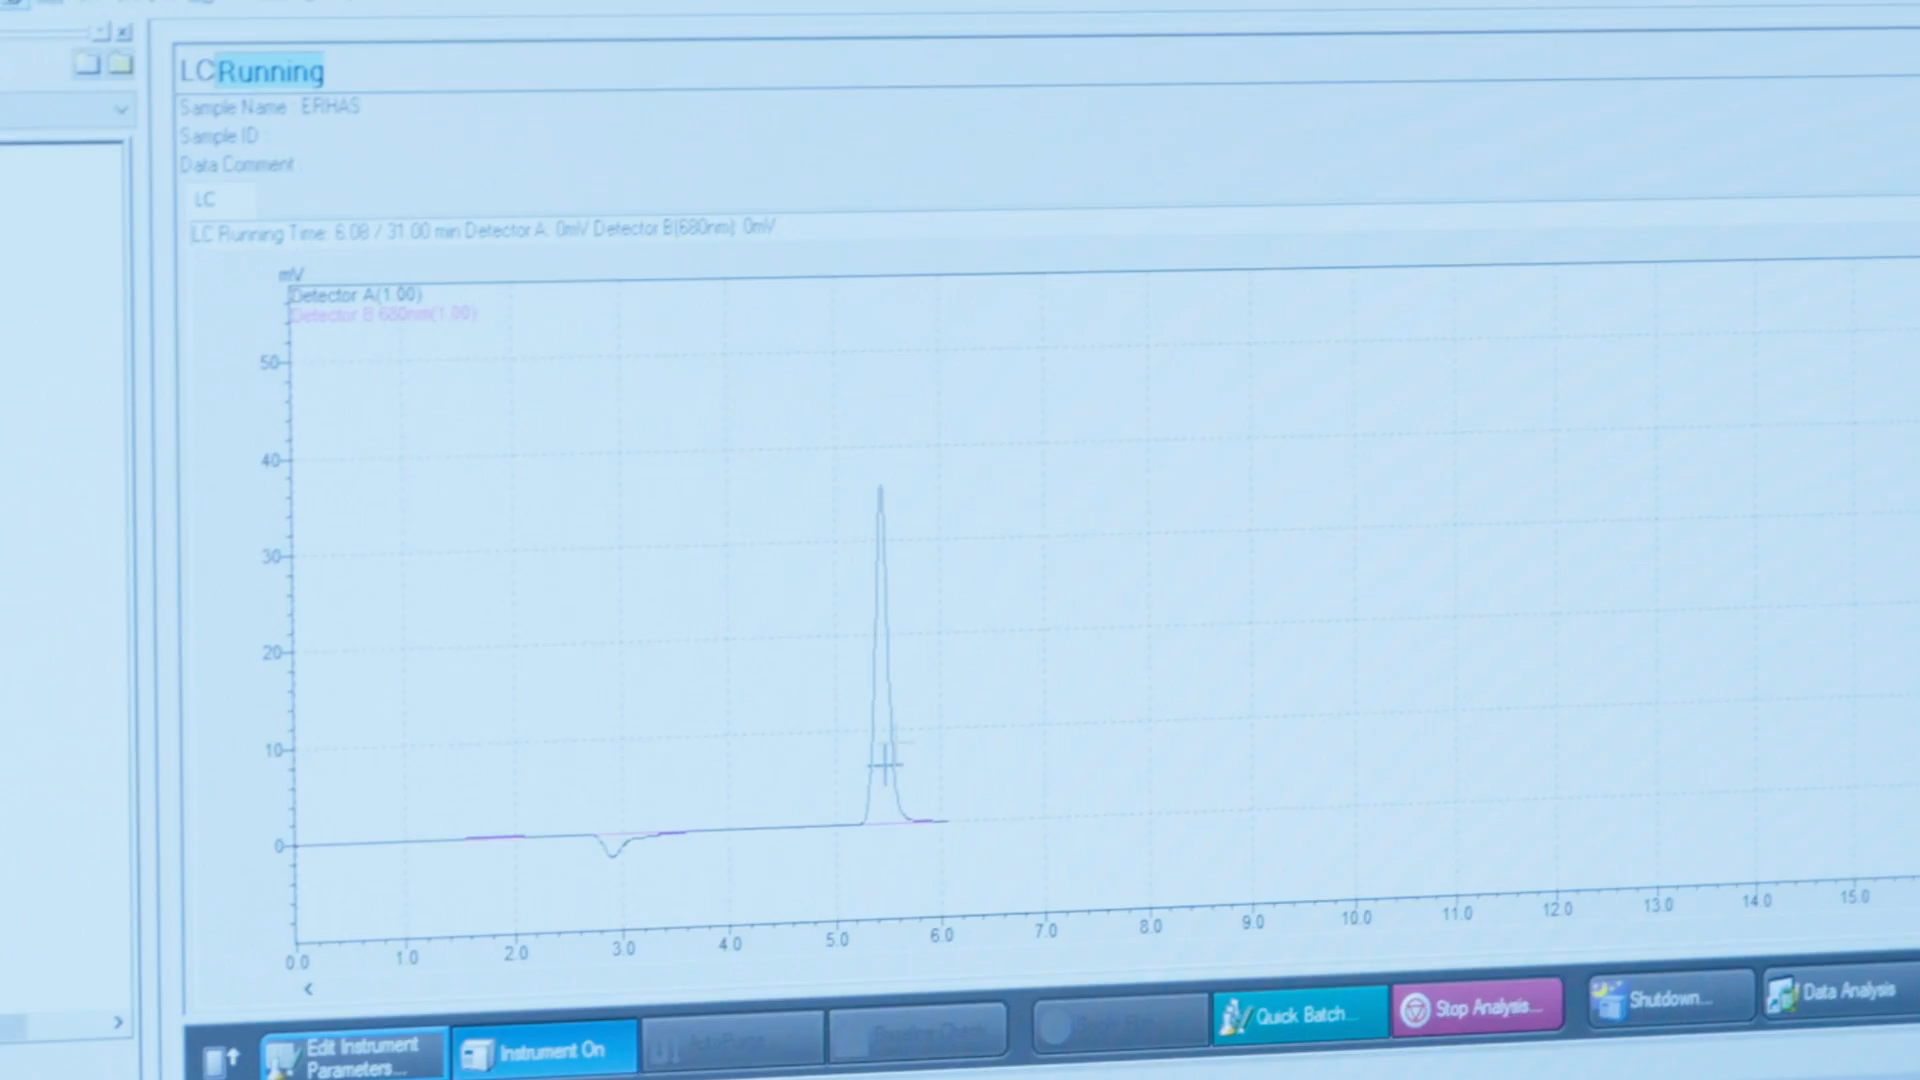 LC Running
Sample Name : ERHAS
Sample ID :
Data Comment :
LC
LC Running Time: 6.08 / 31.00 min Detector A: 0mV Detector B(680nm): 0mV
mV
Detector A(1.00)
Detector B 680nm(1.00)
50
40
30
20
10
0
0.0 1.0 2.0 3.0 4.0 5.0 6.0 7.0 8.0 9.0 10.0 11.0 12.0 13.0 14.0 15.0
Edit Instrument
Parameters...
Instrument On
Quick Batch...
Stop Analysis...
Shutdown...
Data Analysis